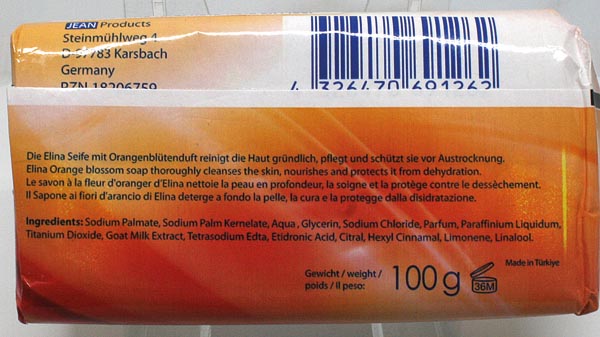 JEAN Products
Steinmühlweg 4
D-97783 Karsbach
Germany
PZN 18206759
4 326470 691262
Die Elina Seife mit Orangenblütenduft reinigt die Haut gründlich, pflegt und schützt sie vor Austrocknung.
Elina Orange blossom soap thoroughly cleanses the skin, nourishes and protects it from dehydration.
Le savon à la fleur d'oranger d'Elina nettoie la peau en profondeur, la soigne et la protège contre le dessèchement.
Il Sapone ai fiori d'arancio di Elina deterge a fondo la pelle, la cura e la protegge dalla disidratazione.
Ingredients: Sodium Palmate, Sodium Palm Kernelate, Aqua, Glycerin, Sodium Chloride, Parfum, Paraffinium Liquidum,
Titanium Dioxide, Goat Milk Extract, Tetrasodium Edta, Etidronic Acid, Citral, Hexyl Cinnamal, Limonene, Linalool.
Made in Türkiye
Gewicht / weight /
poids / Il peso: 100 g 36M